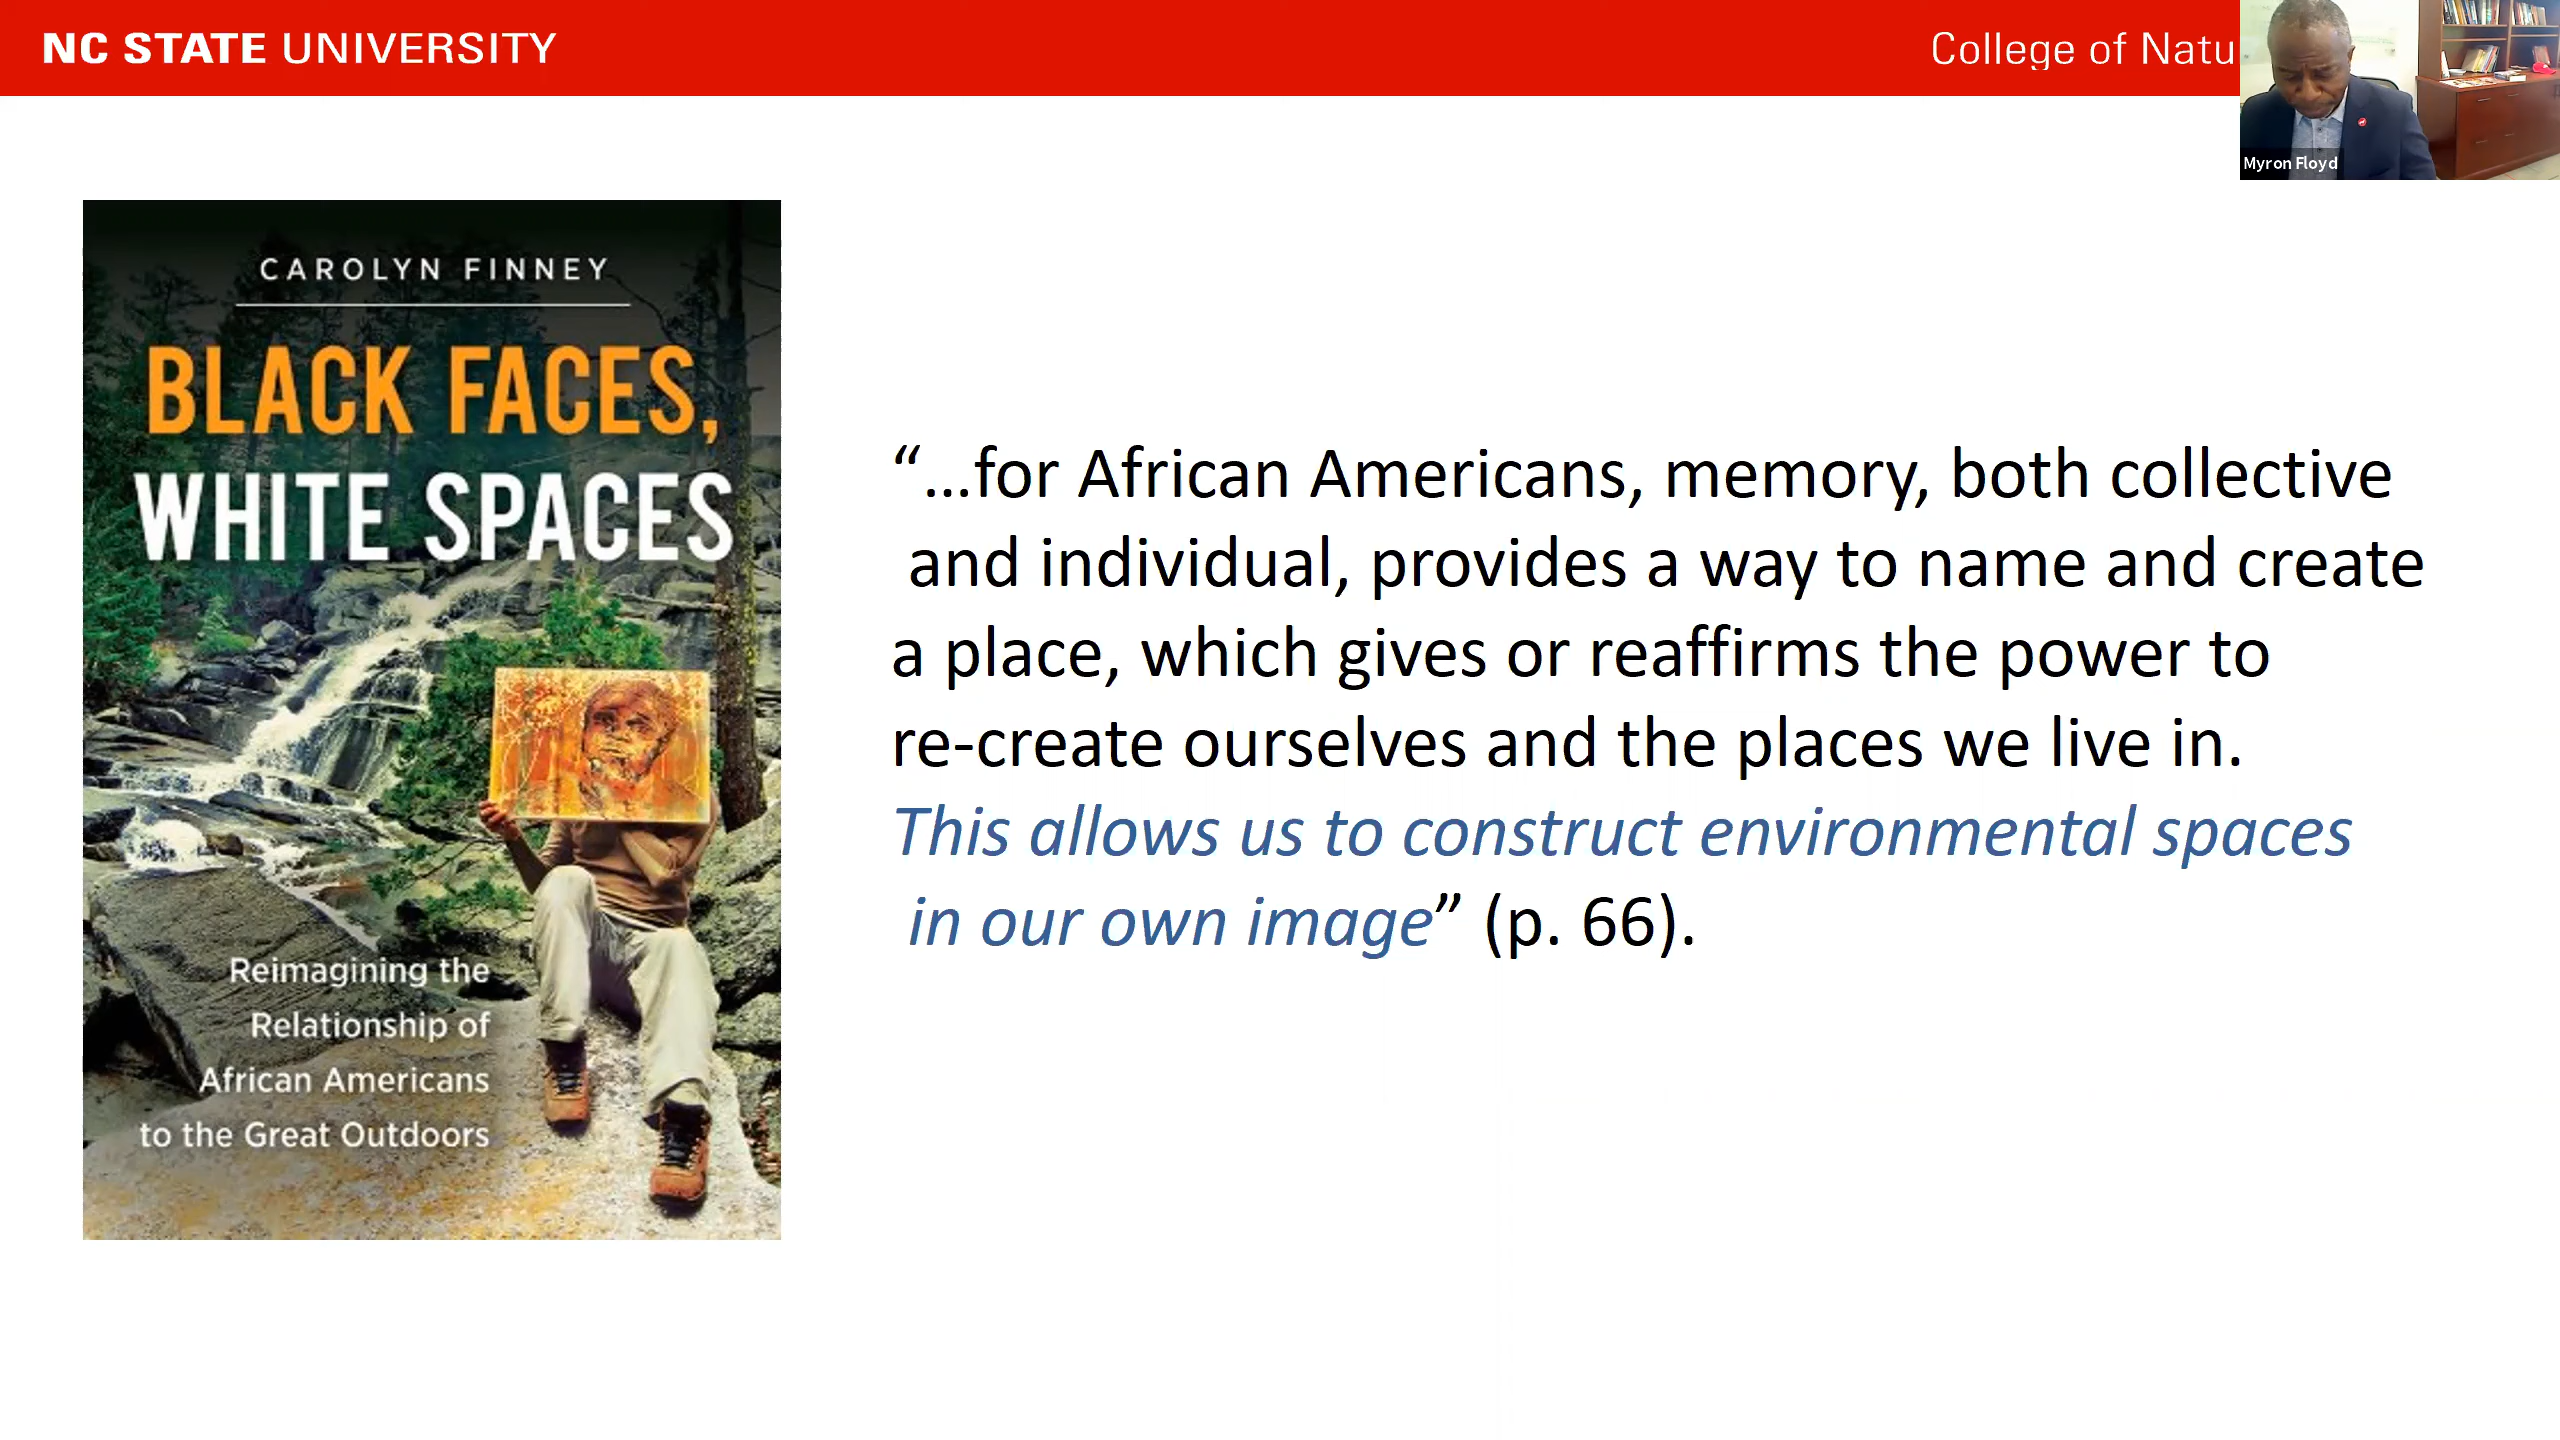 NC STATE UNIVERSITY
College of Natu
Myron Floyd
CAROLYN FINNEY
BLACK FACES,
WHITE SPACES
Reimagining the
Relationship of
African Americans
to the Great Outdoors
“...for African Americans, memory, both collective
and individual, provides a way to name and create
a place, which gives or reaffirms the power to
re-create ourselves and the places we live in.
This allows us to construct environmental spaces
in our own image” (p. 66).